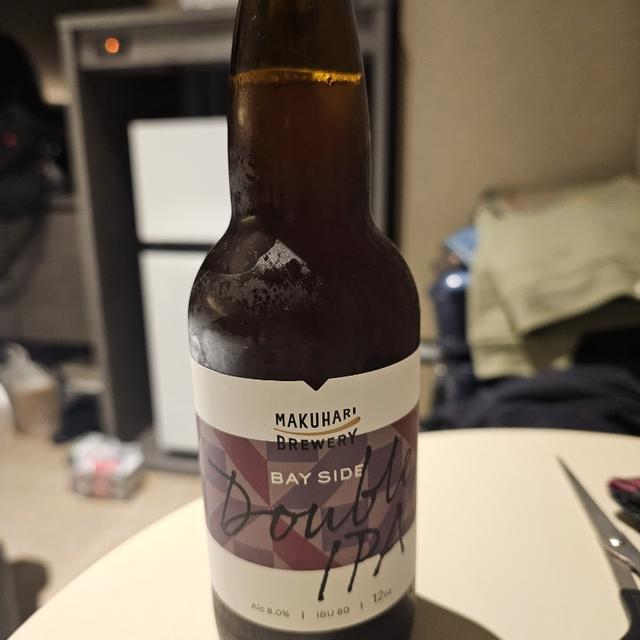 MAKUHARI
BREWERY
BAY SIDE
Double
IPA
Alc 8.0% | IBU 80 | 12oz